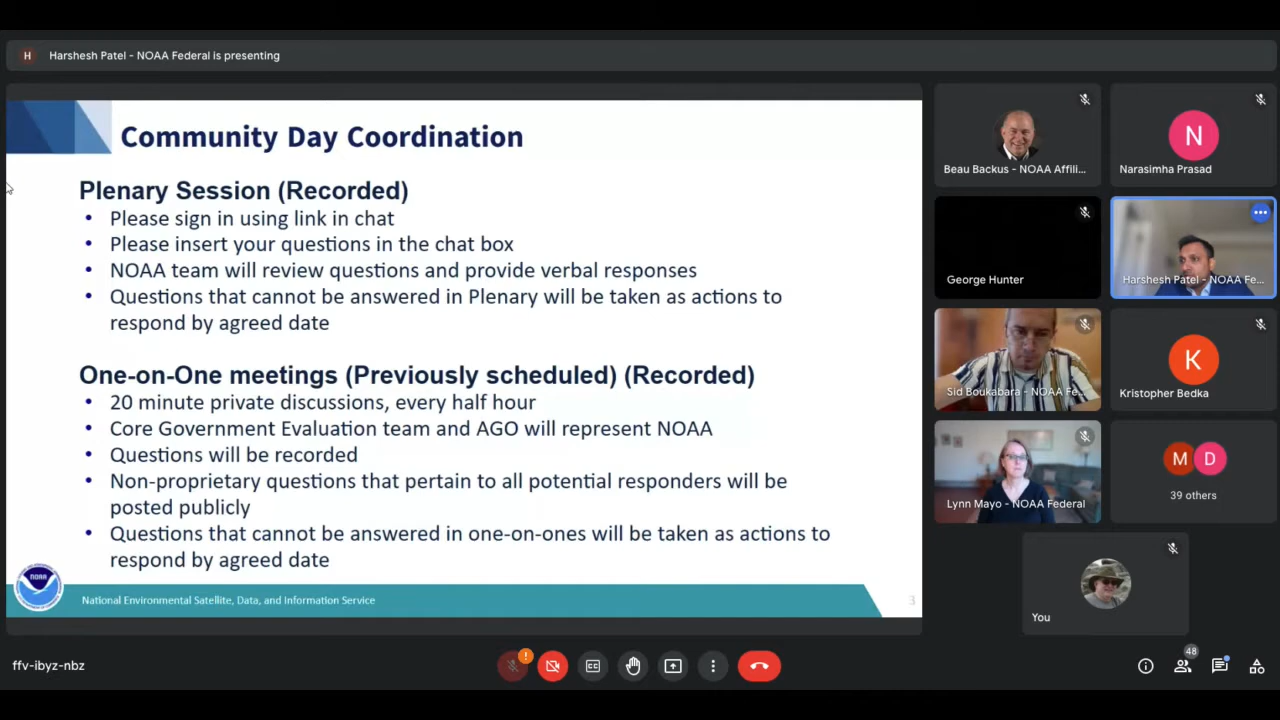 H Harshesh Patel - NOAA Federal is presenting
Community Day Coordination
Plenary Session (Recorded)
• Please sign in using link in chat
• Please insert your questions in the chat box
• NOAA team will review questions and provide verbal responses
• Questions that cannot be answered in Plenary will be taken as actions to
respond by agreed date
One-on-One meetings (Previously scheduled) (Recorded)
• 20 minute private discussions, every half hour
• Core Government Evaluation team and AGO will represent NOAA
• Questions will be recorded
• Non-proprietary questions that pertain to all potential responders will be
posted publicly
• Questions that cannot be answered in one-on-ones will be taken as actions to
respond by agreed date
NOAA
National Environmental Satellite, Data, and Information Service
3
Beau Backus - NOAA Affili...
N
Narasimha Prasad
George Hunter
Harshesh Patel - NOAA Fe...
Sid Boukabara - NOAA Fe...
K
Kristopher Bedka
Lynn Mayo - NOAA Federal
M D
39 others
You
ffv-ibyz-nbz
!
CC
48